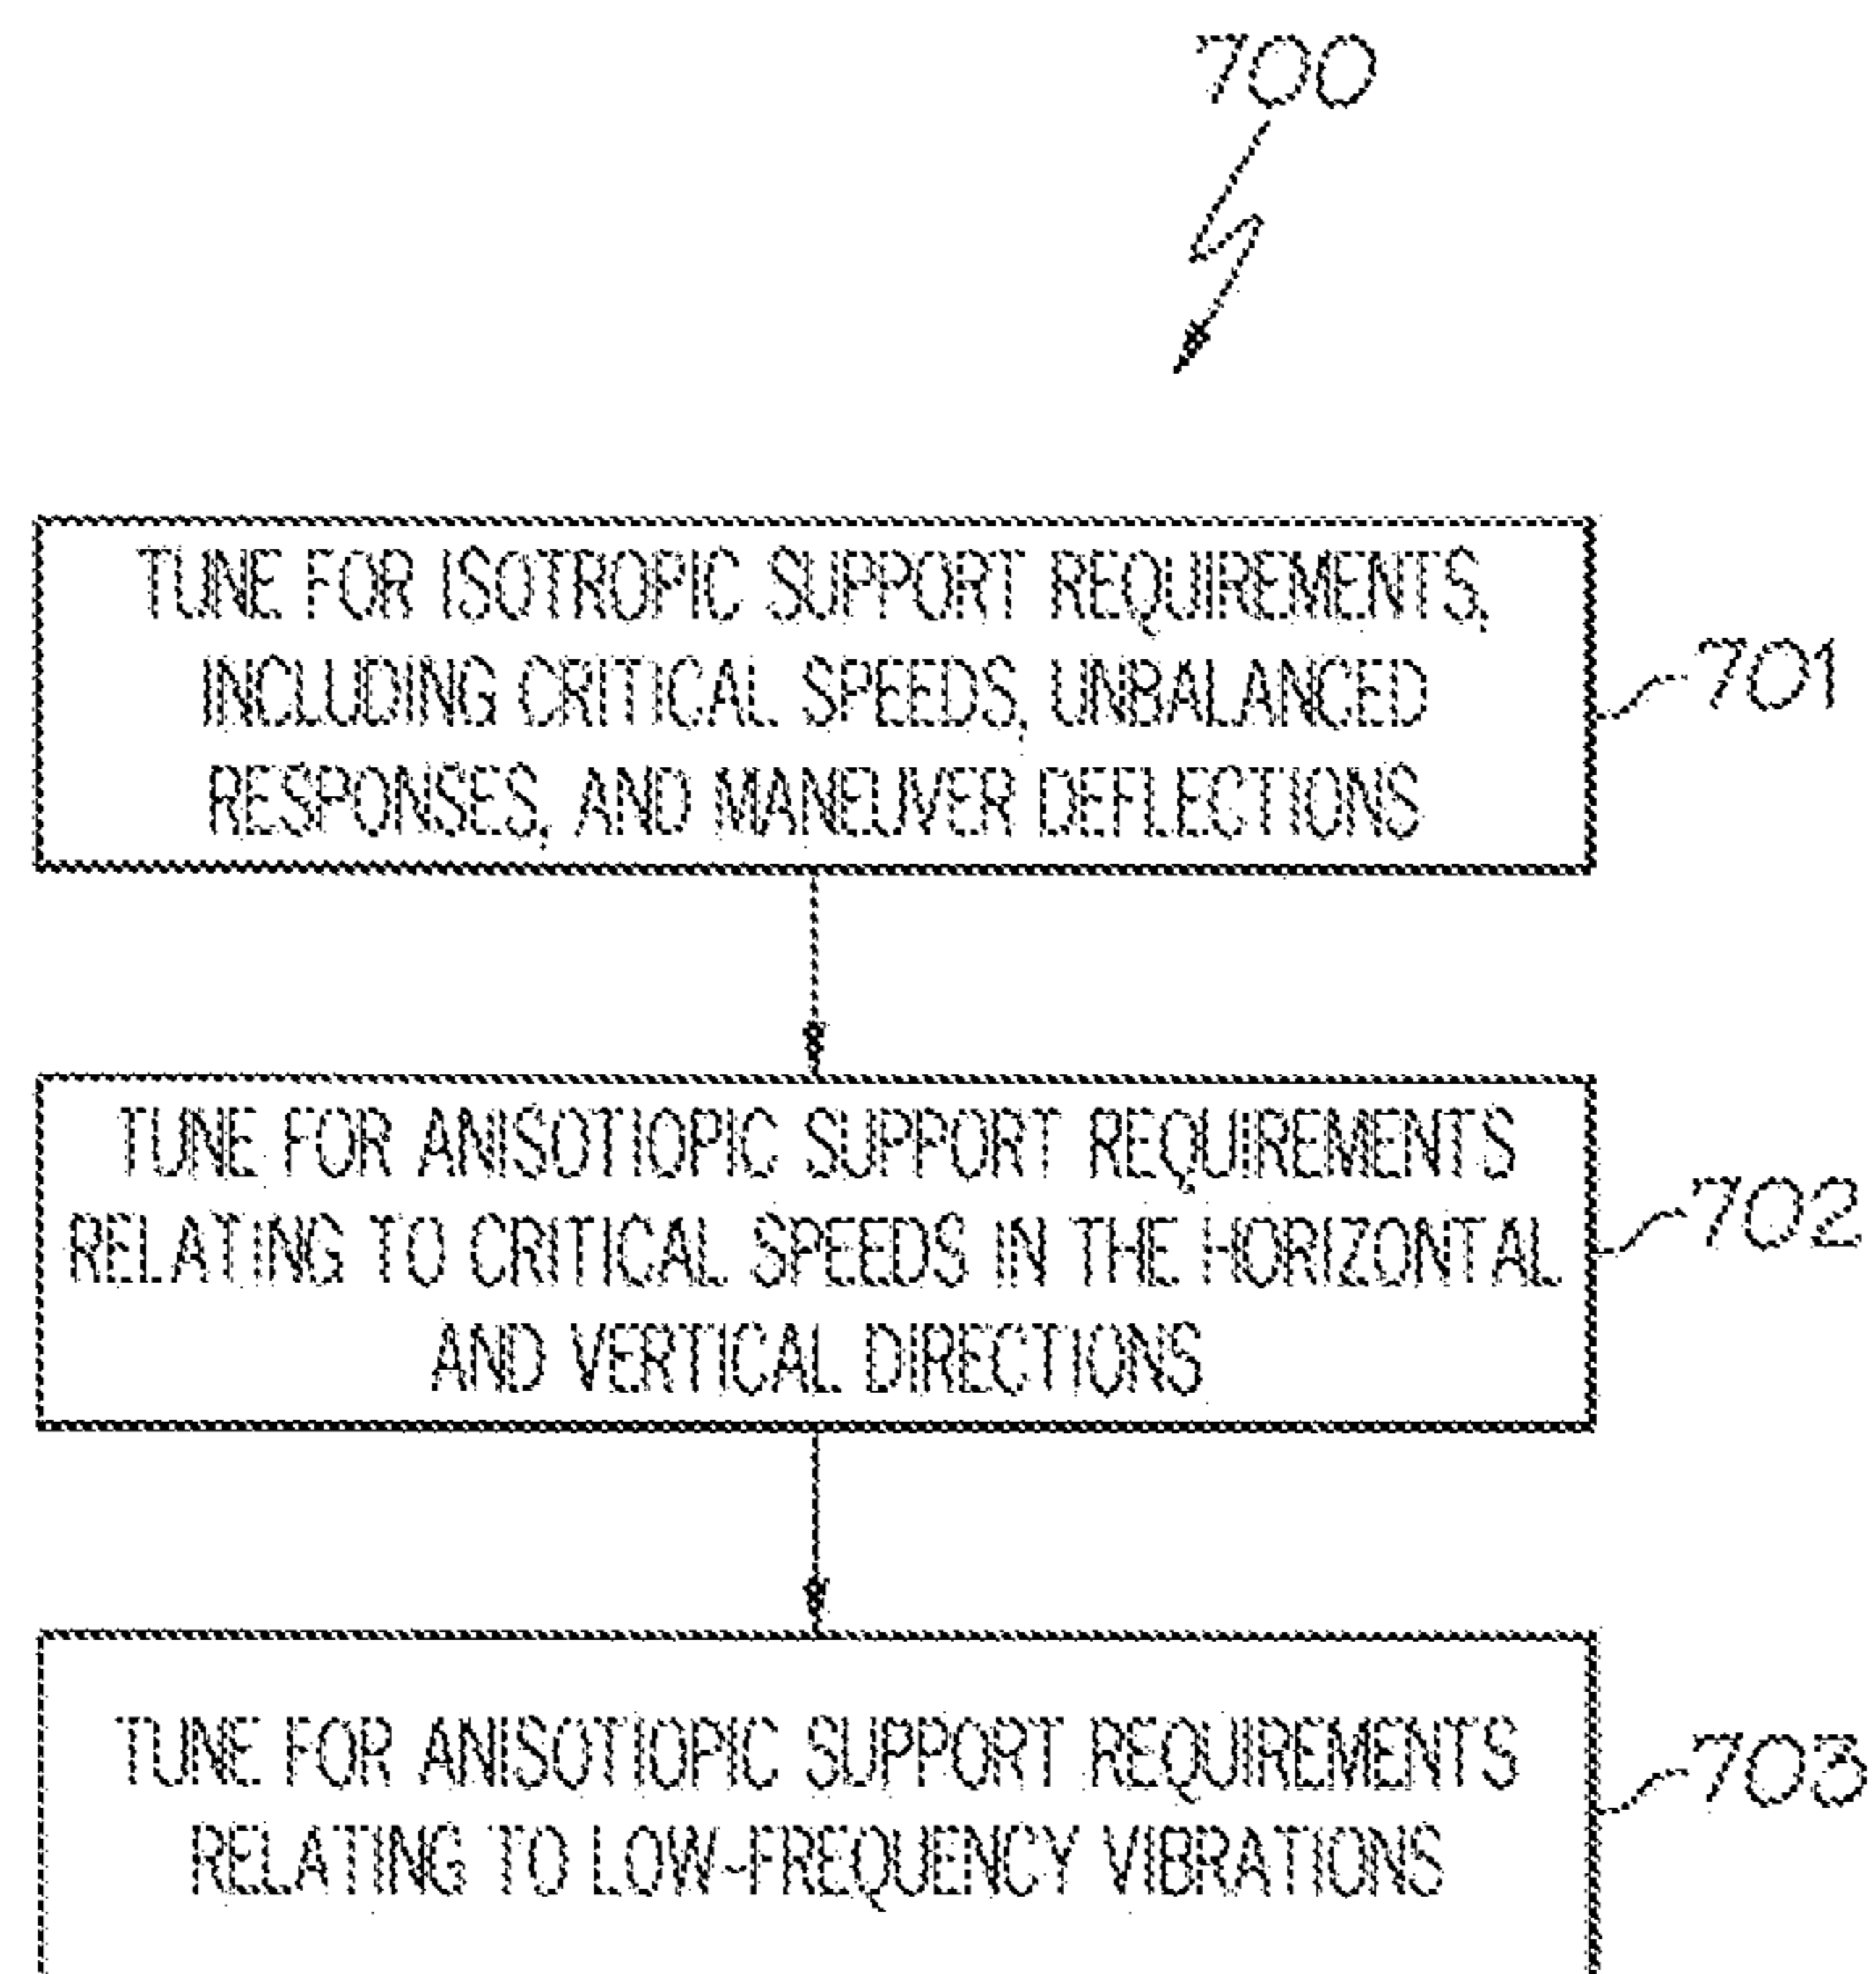 700
TUNE FOR ISOTROPIC SUPPORT REQUIREMENTS,
INCLUDING CRITICAL SPEEDS, UNBALANCED
RESPONSES, AND MANEUVER DEFLECTIONS
701
TUNE FOR ANISOTIOPIC SUPPORT REQUIREMENTS
RELATING TO CRITICAL SPEEDS IN THE HORIZONTAL
AND VERTICAL DIRECTIONS
702
TUNE FOR ANISOTIOPIC SUPPORT REQUIREMENTS
RELATING TO LOW-FREQUENCY VIBRATIONS
703